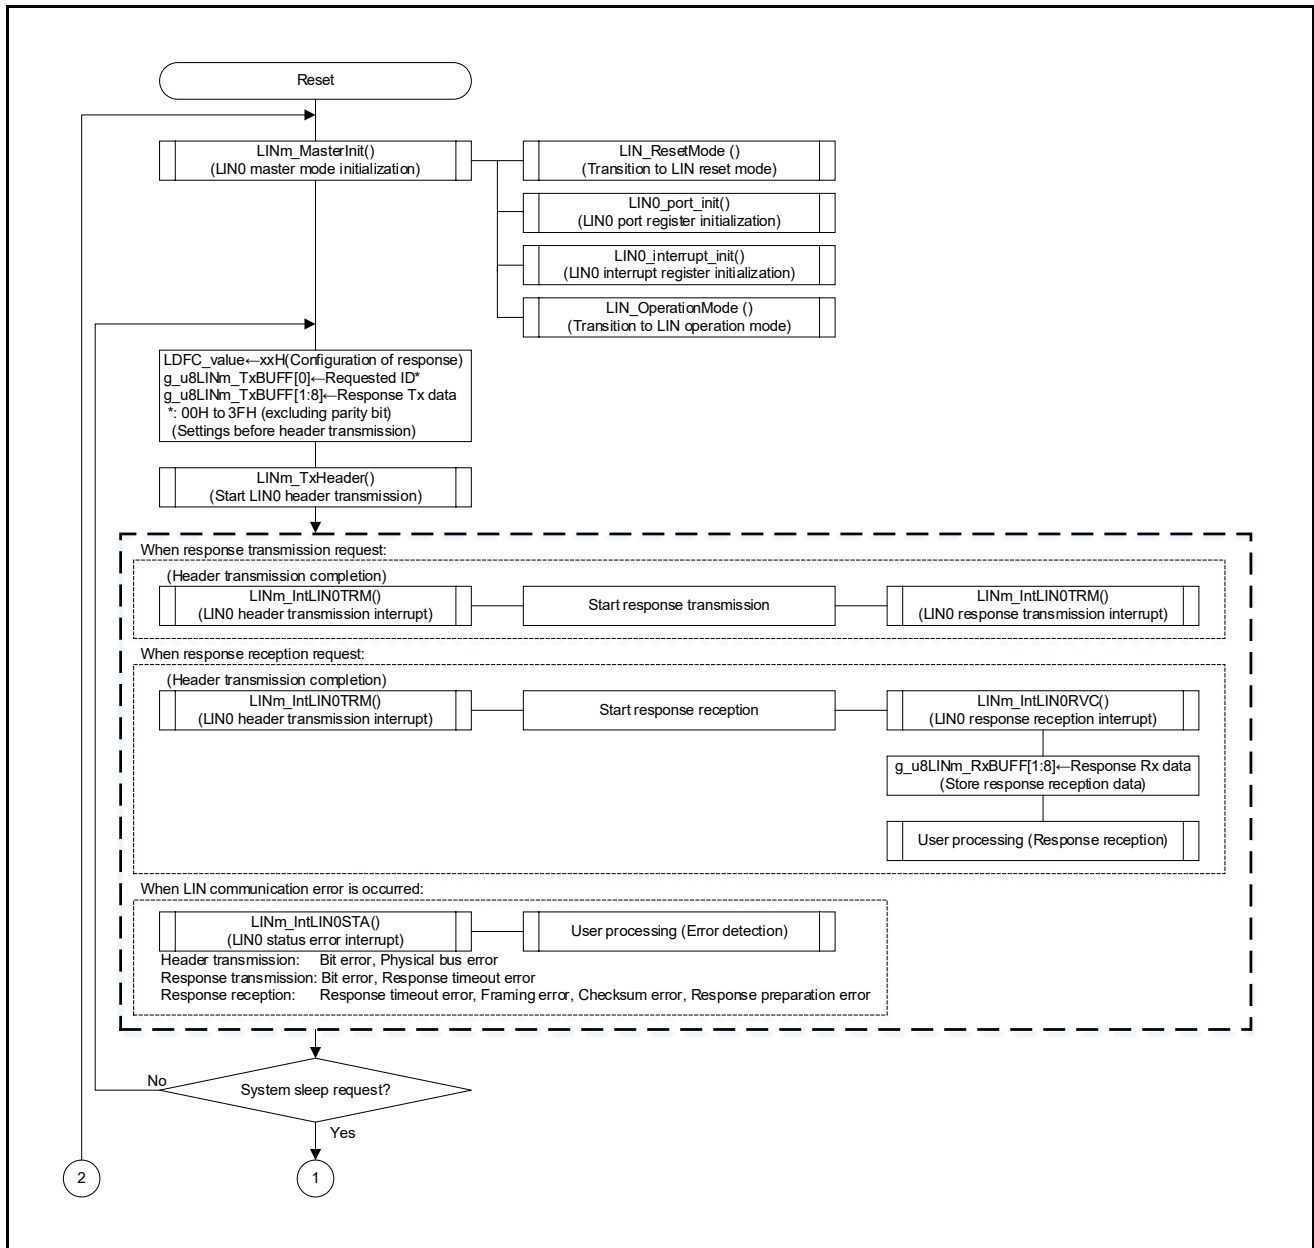 Reset
LINm_MasterInit()
(LIN0 master mode initialization)
LIN_ResetMode ()
(Transition to LIN reset mode)
LIN0_port_init()
(LIN0 port register initialization)
LIN0_interrupt_init()
(LIN0 interrupt register initialization)
LIN_OperationMode ()
(Transition to LIN operation mode)
LDFC_value←xxH(Configuration of response)
g_u8LINm_TxBUFF[0]←Requested ID*
g_u8LINm_TxBUFF[1:8]←Response Tx data
*: 00H to 3FH (excluding parity bit)
(Settings before header transmission)
LINm_TxHeader()
(Start LIN0 header transmission)
When response transmission request:
(Header transmission completion)
LINm_IntLIN0TRM()
(LIN0 header transmission interrupt)
Start response transmission
LINm_IntLIN0TRM()
(LIN0 response transmission interrupt)
When response reception request:
(Header transmission completion)
LINm_IntLIN0TRM()
(LIN0 header transmission interrupt)
Start response reception
LINm_IntLIN0RVC()
(LIN0 response reception interrupt)
g_u8LINm_RxBUFF[1:8]←Response Rx data
(Store response reception data)
User processing (Response reception)
When LIN communication error is occurred:
LINm_IntLIN0STA()
(LIN0 status error interrupt)
User processing (Error detection)
Header transmission: Bit error, Physical bus error
Response transmission: Bit error, Response timeout error
Response reception: Response timeout error, Framing error, Checksum error, Response preparation error
No
System sleep request?
Yes
2
1